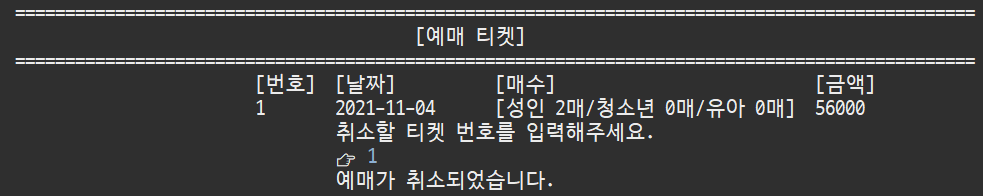 ================================================================================================
[예매 티켓]
================================================================================================
[번호] [날짜] [매수] [금액]
1 2021-11-04 [성인 2매/청소년 0매/유아 0매] 56000
취소할 티켓 번호를 입력해주세요.
👉 1
예매가 취소되었습니다.